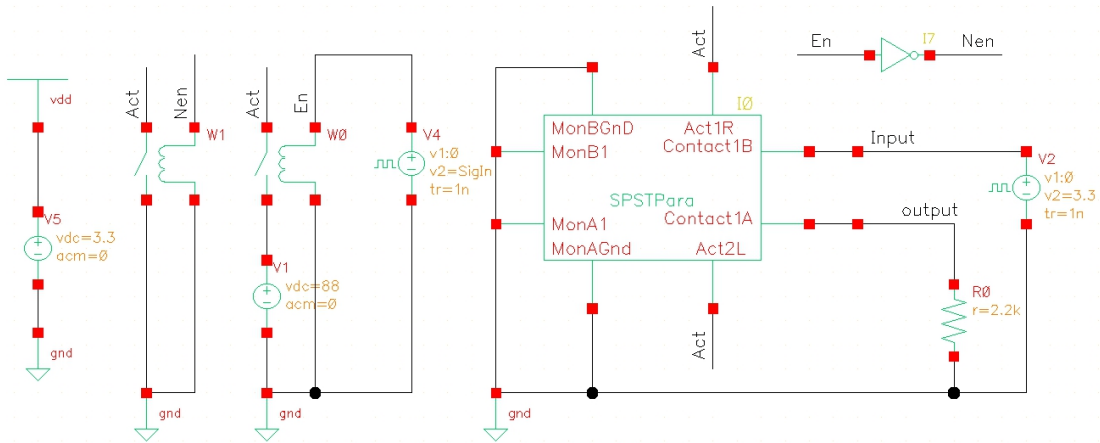 vdd
V5
vdc=3.3
acm=0
gnd
Act
Nen
W1
gnd
Act
En
W0
V4
v1:0
v2=SigIn
tr=1n
V1
vdc=88
acm=0
gnd
Act
I0
MonBGnD
Act1R
Contact1B
MonB1
SPSTPara
MonA1
Contact1A
MonAGnd
Act2L
Act
gnd
En
I7
Nen
Input
V2
v1:0
v2=3.3
tr=1n
output
R0
r=2.2k